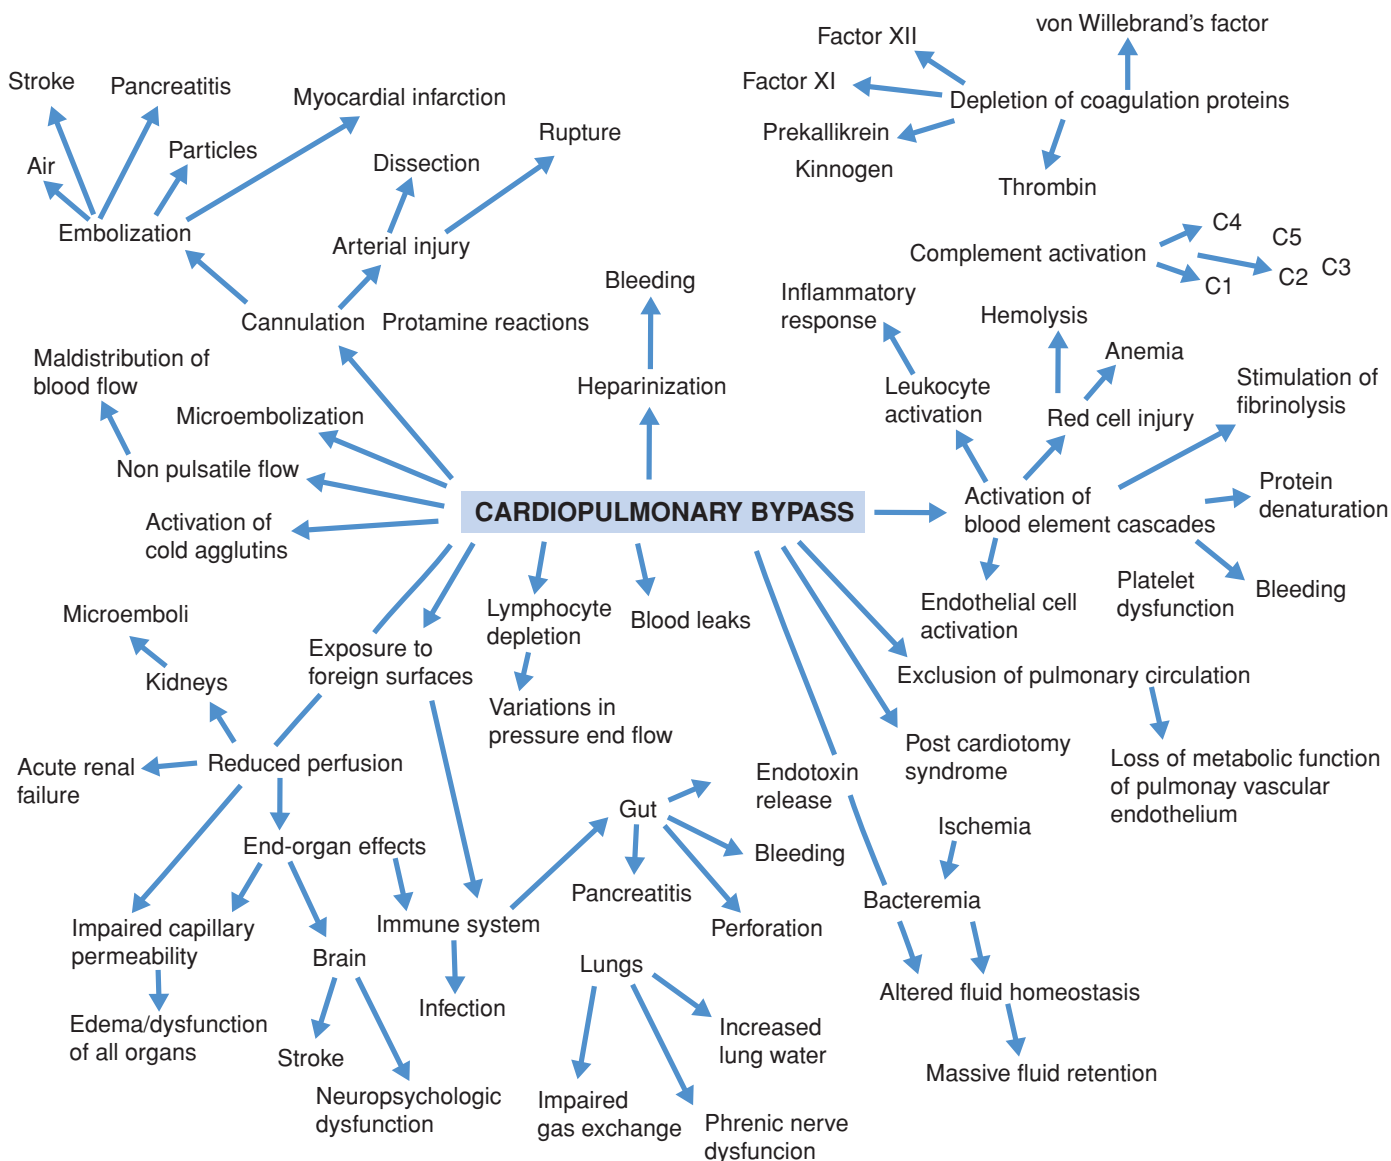 von Willebrand’s factor
Factor XII
Stroke
Pancreatitis
Factor XI
Myocardial infarction
Depletion of coagulation proteins
Rupture
Prekallikrein
Particles
Air
Dissection
Kinnogen
Thrombin
C4
Embolization
C5
Arterial injury
Complement activation
C3
C2
C1
Bleeding
Inflammatory
response
Hemolysis
Cannulation
Protamine reactions
Anemia
Maldistribution of
blood flow
Heparinization
Leukocyte
activation
Stimulation of
fibrinolysis
Microembolization
Red cell injury
Non pulsatile flow
Protein
denaturation
Activation of
blood element cascades
CARDIOPULMONARY BYPASS
Activation of
cold agglutins
Platelet
dysfunction
Bleeding
Endothelial cell
activation
Microemboli
Lymphocyte
depletion
Blood leaks
Exposure to
foreign surfaces
Exclusion of pulmonary circulation
Kidneys
Variations in
pressure end flow
Post cardiotomy
syndrome
Loss of metabolic function
of pulmonay vascular
endothelium
Acute renal
failure
Reduced perfusion
Endotoxin
release
Gut
Ischemia
End-organ effects
Bleeding
Pancreatitis
Bacteremia
Impaired capillary
permeability
Immune system
Perforation
Brain
Lungs
Altered fluid homeostasis
Infection
Edema/dysfunction
of all organs
Increased
lung water
Stroke
Massive fluid retention
Neuropsychologic
dysfunction
Impaired
gas exchange
Phrenic nerve
dysfuncion